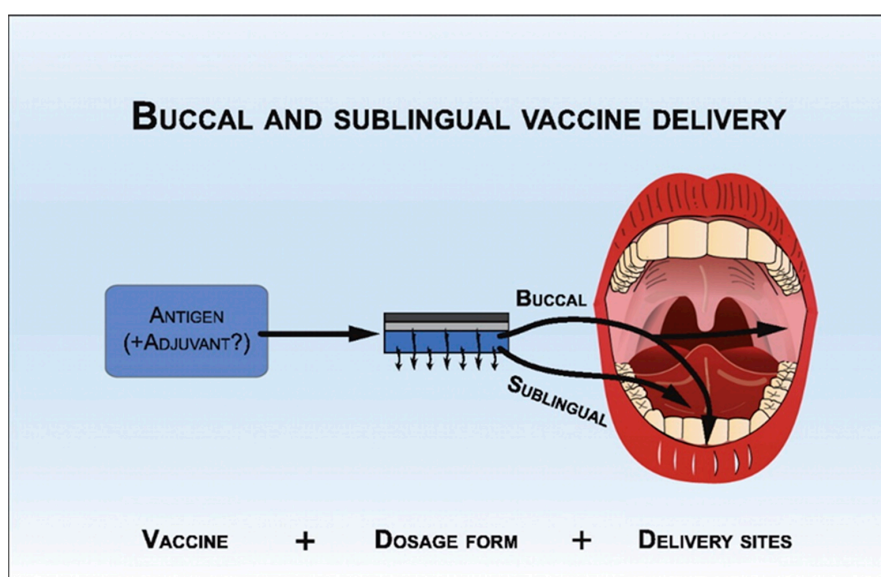 BUCCAL AND SUBLINGUAL VACCINE DELIVERY
BUCCAL
ANTIGEN
(+ADJUVANT?)
SUBLINGUAL
VACCINE + DOSAGE FORM + DELIVERY SITES